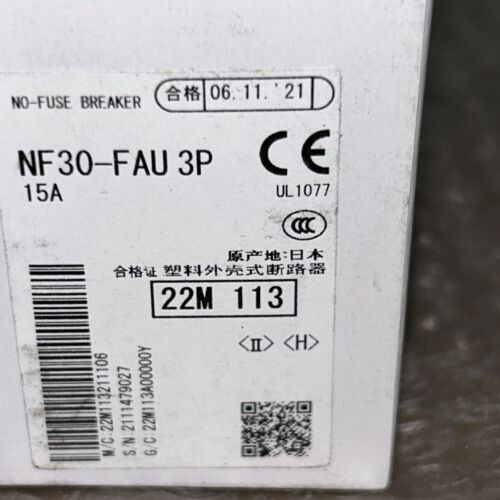 NO-FUSE BREAKER 合格 06.11.'21
NF30-FAU 3P
15A
CE
UL1077
CCC
原产地:日本
合格证 塑料外壳式断路器
22M 113
〈II〉 〈H〉
M/C:22M113211106
S/N:2111479027
G/C:22M113A00000Y